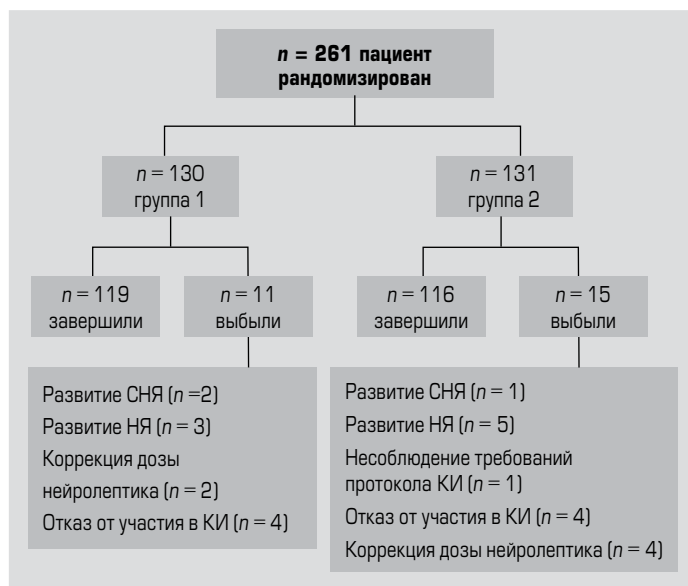 n = 261 пациент
рандомизирован
n = 130
группа 1
n = 131
группа 2
n = 119
завершили
n = 11
выбыли
n = 116
завершили
n = 15
выбыли
Развитие СНЯ (n =2)
Развитие НЯ (n = 3)
Коррекция дозы
нейролептика (n = 2)
Отказ от участия в КИ (n = 4)
Развитие СНЯ (n = 1)
Развитие НЯ (n = 5)
Несоблюдение требований
протокола КИ (n = 1)
Отказ от участия в КИ (n = 4)
Коррекция дозы нейролептика (n = 4)